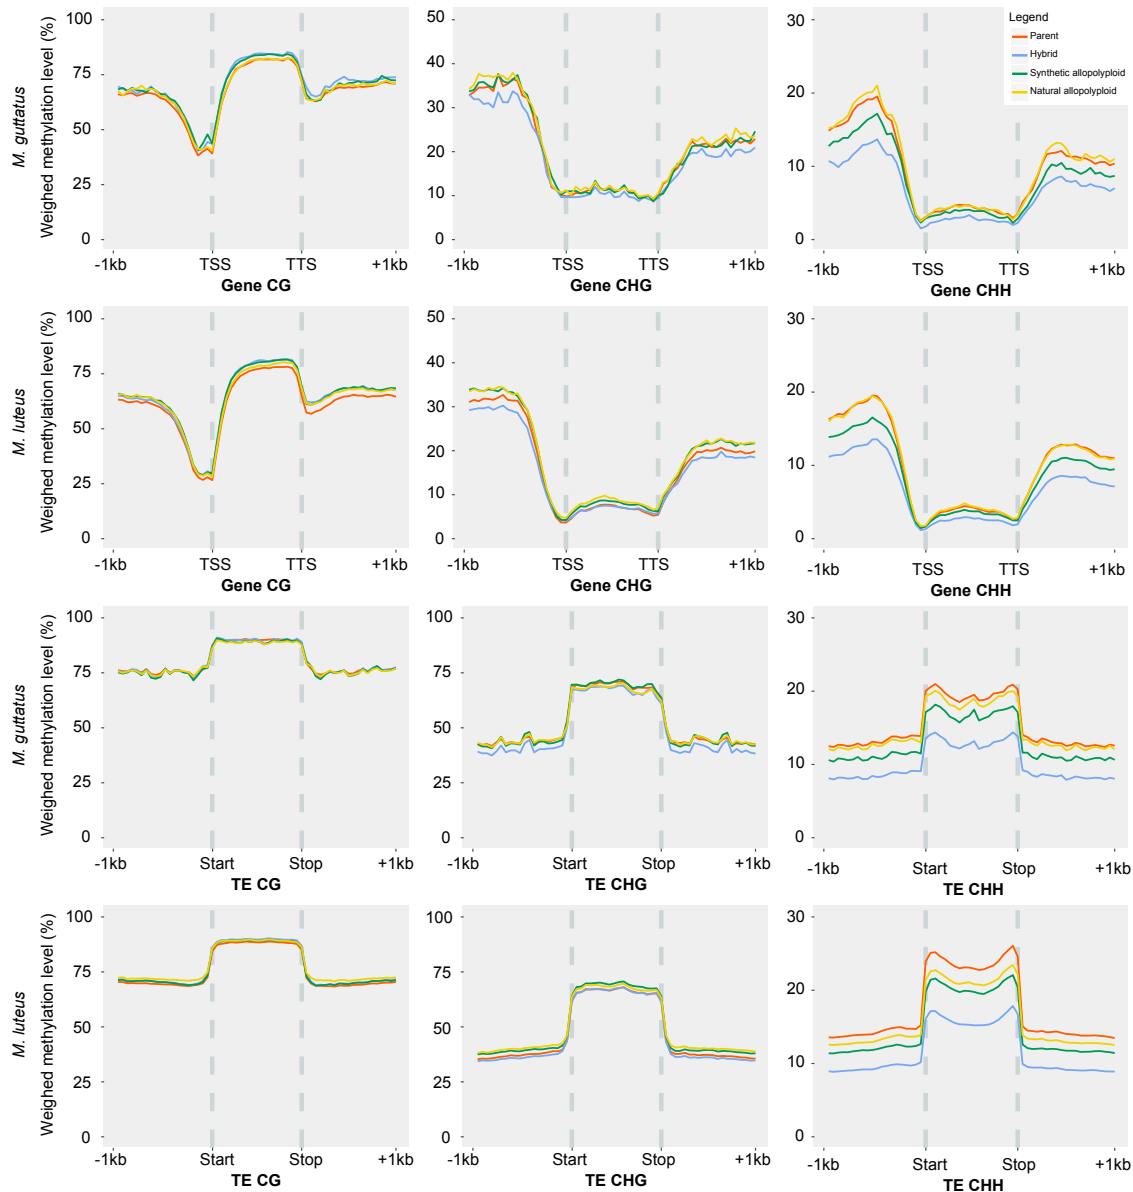 M. guttatus
Weighed methylation level (%)
100
75
50
25
0
-1kb
TSS
TTS
+1kb
Gene CG
50
40
30
20
10
0
-1kb
TSS
TTS
+1kb
Gene CHG
30
20
10
0
-1kb
TSS
TTS
+1kb
Gene CHH
Legend
Parent
Hybrid
Synthetic allopolyploid
Natural allopolyploid
M. luteus
Weighed methylation level (%)
100
75
50
25
0
-1kb
TSS
TTS
+1kb
Gene CG
50
40
30
20
10
0
-1kb
TSS
TTS
+1kb
Gene CHG
30
20
10
0
-1kb
TSS
TTS
+1kb
Gene CHH
M. guttatus
Weighed methylation level (%)
100
75
50
25
0
-1kb
Start
Stop
+1kb
TE CG
100
75
50
25
0
-1kb
Start
Stop
+1kb
TE CHG
30
20
10
0
-1kb
Start
Stop
+1kb
TE CHH
M. luteus
Weighed methylation level (%)
100
75
50
25
0
-1kb
Start
Stop
+1kb
TE CG
100
75
50
25
0
-1kb
Start
Stop
+1kb
TE CHG
30
20
10
0
-1kb
Start
Stop
+1kb
TE CHH